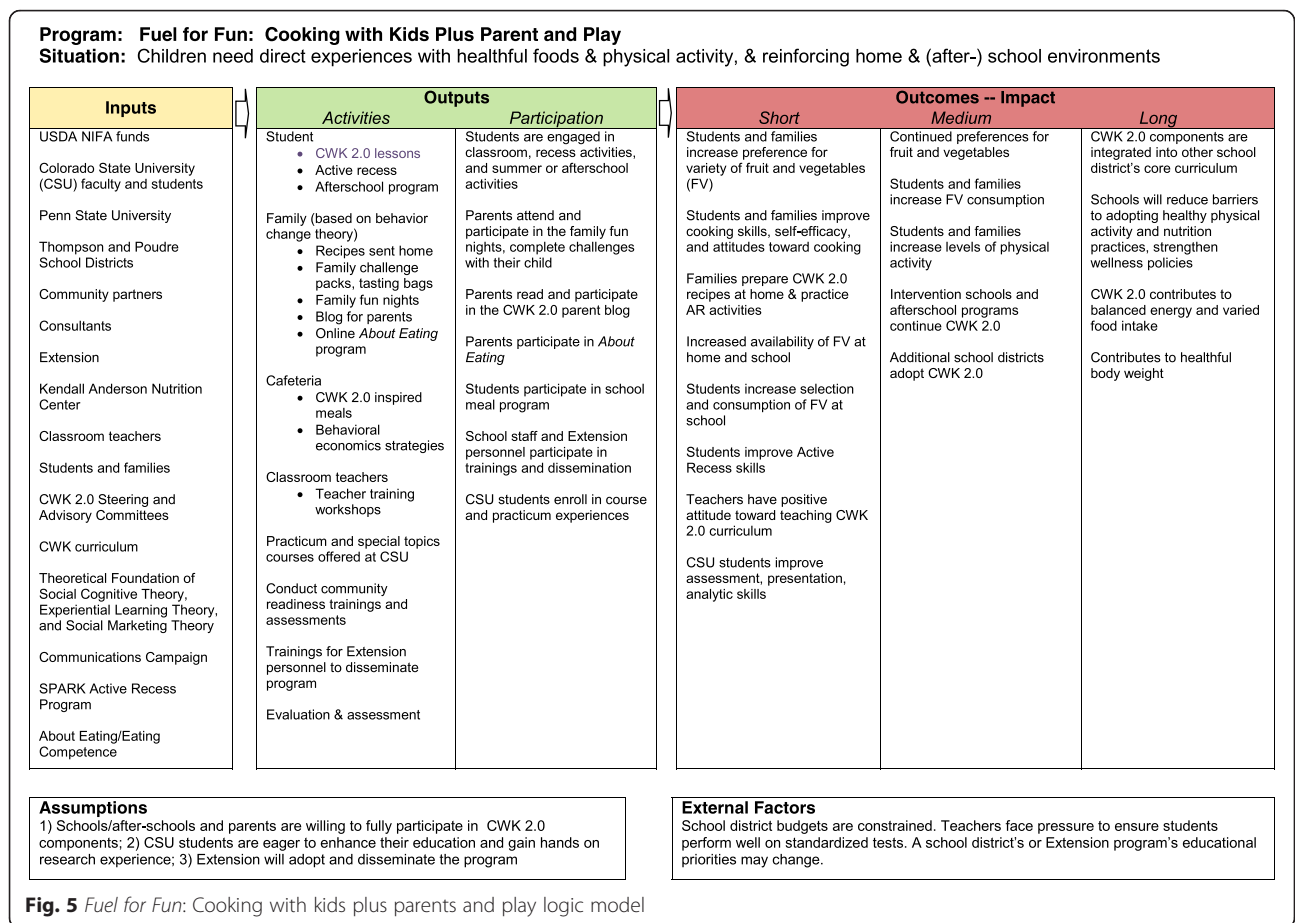 Program: Fuel for Fun: Cooking with Kids Plus Parent and Play
Situation: Children need direct experiences with healthful foods & physical activity, & reinforcing home & (after-) school environments
Inputs
USDA NIFA funds
Colorado State University
(CSU) faculty and students
Penn State University
Thompson and Poudre
School Districts
Community partners
Consultants
Extension
Kendall Anderson Nutrition
Center
Classroom teachers
Students and families
CWK 2.0 Steering and
Advisory Committees
CWK curriculum
Theoretical Foundation of
Social Cognitive Theory,
Experiential Learning Theory,
and Social Marketing Theory
Communications Campaign
SPARK Active Recess
Program
About Eating/Eating
Competence
Outputs
Activities
Student
• CWK 2.0 lessons
• Active recess
• Afterschool program
Family (based on behavior
change theory)
• Recipes sent home
• Family challenge
packs, tasting bags
• Family fun nights
• Blog for parents
• Online About Eating
program
Cafeteria
• CWK 2.0 inspired
meals
• Behavioral
economics strategies
Classroom teachers
• Teacher training
workshops
Practicum and special topics
courses offered at CSU
Conduct community
readiness trainings and
assessments
Trainings for Extension
personnel to disseminate
program
Evaluation & assessment
Participation
Students are engaged in
classroom, recess activities,
and summer or afterschool
activities
Parents attend and
participate in the family fun
nights, complete challenges
with their child
Parents read and participate
in the CWK 2.0 parent blog
Parents participate in About
Eating
Students participate in school
meal program
School staff and Extension
personnel participate in
trainings and dissemination
CSU students enroll in course
and practicum experiences
Outcomes -- Impact
Short
Students and families
increase preference for
variety of fruit and vegetables
(FV)
Students and families improve
cooking skills, self-efficacy,
and attitudes toward cooking
Families prepare CWK 2.0
recipes at home & practice
AR activities
Increased availability of FV at
home and school
Students increase selection
and consumption of FV at
school
Students improve Active
Recess skills
Teachers have positive
attitude toward teaching CWK
2.0 curriculum
CSU students improve
assessment, presentation,
analytic skills
Medium
Continued preferences for
fruit and vegetables
Students and families
increase FV consumption
Students and families
increase levels of physical
activity
Intervention schools and
afterschool programs
continue CWK 2.0
Additional school districts
adopt CWK 2.0
Long
CWK 2.0 components are
integrated into other school
district's core curriculum
Schools will reduce barriers
to adopting healthy physical
activity and nutrition
practices, strengthen
wellness policies
CWK 2.0 contributes to
balanced energy and varied
food intake
Contributes to healthful
body weight
Assumptions
1) Schools/after-schools and parents are willing to fully participate in CWK 2.0
components; 2) CSU students are eager to enhance their education and gain hands on
research experience; 3) Extension will adopt and disseminate the program
External Factors
School district budgets are constrained. Teachers face pressure to ensure students
perform well on standardized tests. A school district's or Extension program's educational
priorities may change.
Fig. 5 Fuel for Fun: Cooking with kids plus parents and play logic model